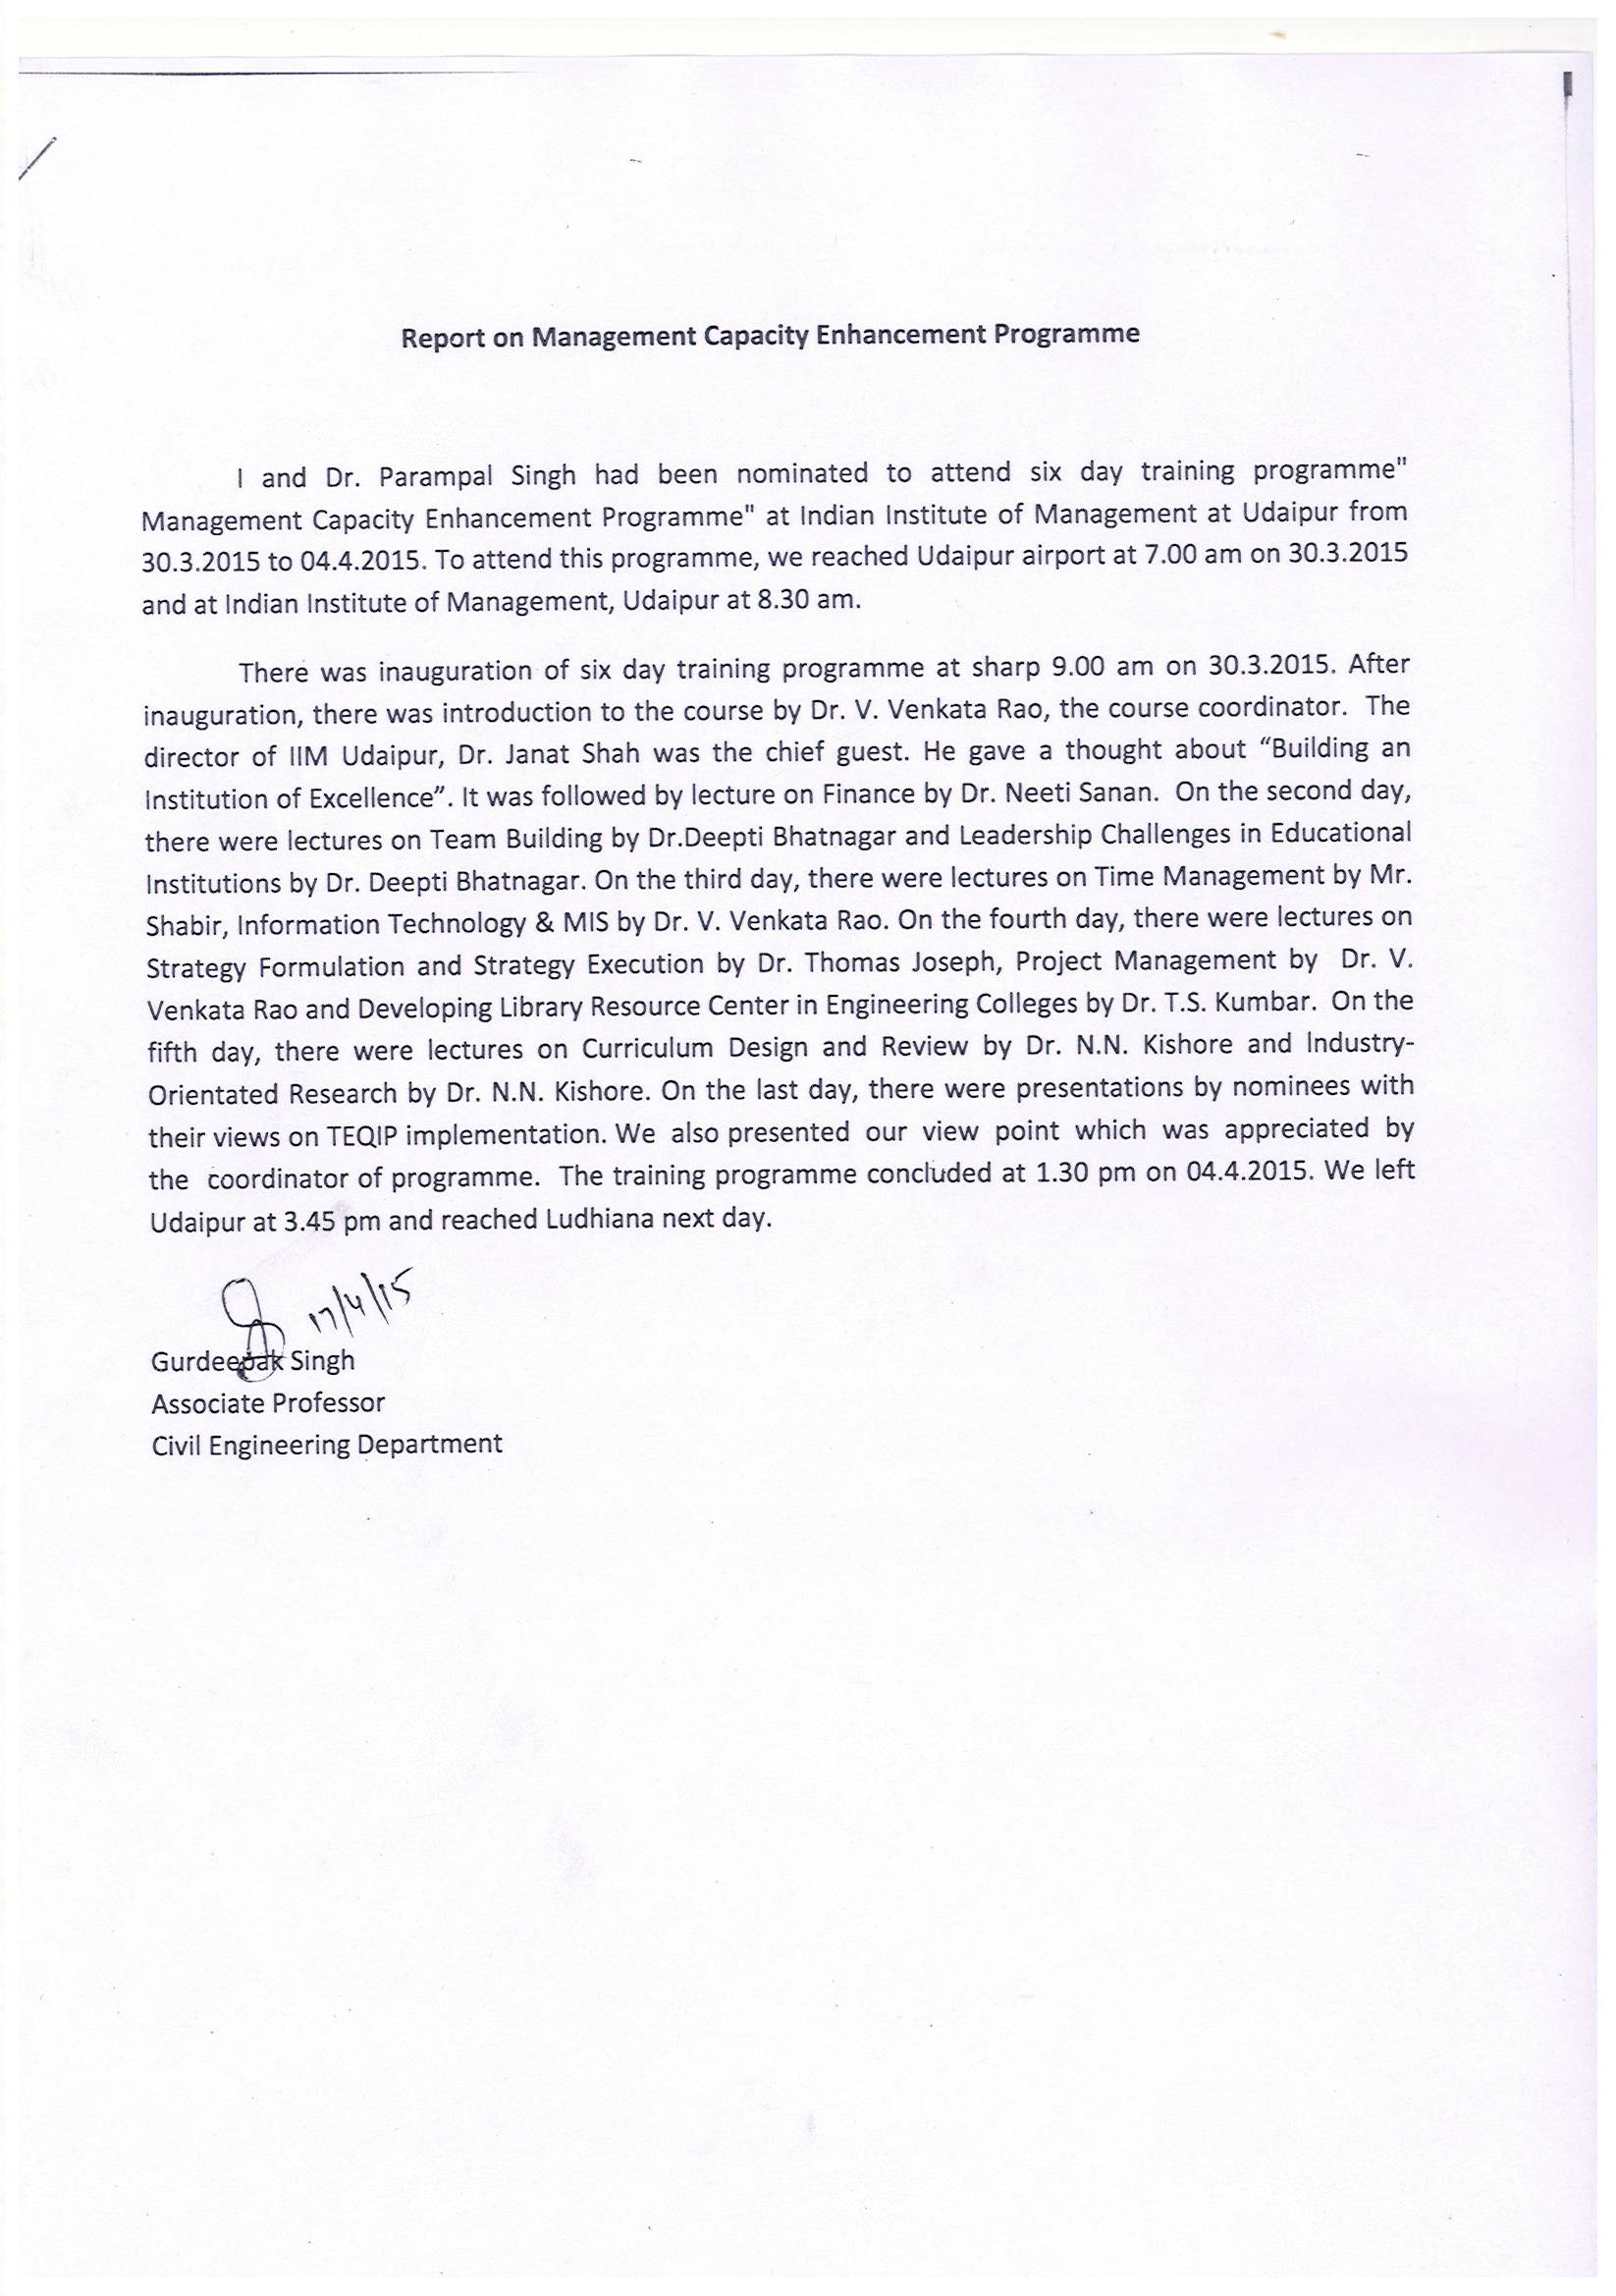 Report on Management Capacity Enhancement Programme
I and Dr. Parampal Singh had been nominated to attend six day training programme"
Management Capacity Enhancement Programme" at Indian Institute of Management at Udaipur from
30.3.2015 to 04.4.2015. To attend this programme, we reached Udaipur airport at 7.00 am on 30.3.2015
and at Indian Institute of Management, Udaipur at 8.30 am.
There was inauguration of six day training programme at sharp 9.00 am on 30.3.2015. After
inauguration, there was introduction to the course by Dr. V. Venkata Rao, the course coordinator. The
director of IIM Udaipur, Dr. Janat Shah was the chief guest. He gave a thought about “Building an
Institution of Excellence”. It was followed by lecture on Finance by Dr. Neeti Sanan. On the second day,
there were lectures on Team Building by Dr.Deepti Bhatnagar and Leadership Challenges in Educational
Institutions by Dr. Deepti Bhatnagar. On the third day, there were lectures on Time Management by Mr.
Shabir, Information Technology & MIS by Dr. V. Venkata Rao. On the fourth day, there were lectures on
Strategy Formulation and Strategy Execution by Dr. Thomas Joseph, Project Management by Dr. V.
Venkata Rao and Developing Library Resource Center in Engineering Colleges by Dr. T.S. Kumbar. On the
fifth day, there were lectures on Curriculum Design and Review by Dr. N.N. Kishore and Industry-
Orientated Research by Dr. N.N. Kishore. On the last day, there were presentations by nominees with
their views on TEQIP implementation. We also presented our view point which was appreciated by
the coordinator of programme. The training programme concluded at 1.30 pm on 04.4.2015. We left
Udaipur at 3.45 pm and reached Ludhiana next day.
17/4/15
Gurdeepak Singh
Associate Professor
Civil Engineering Department